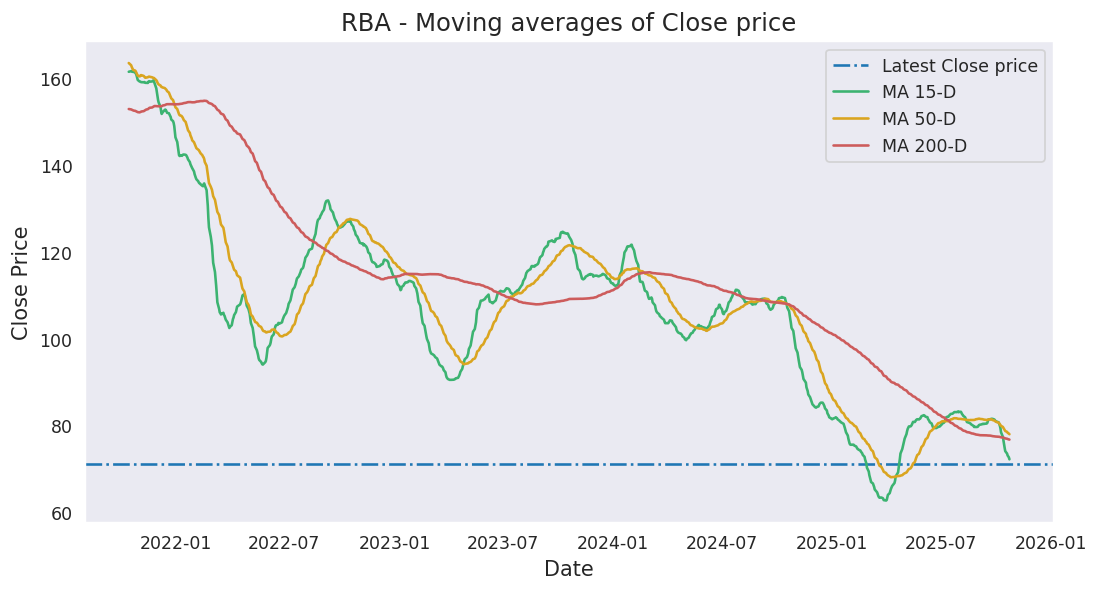 RBA - Moving averages of Close price
Latest Close price
MA 15-D
MA 50-D
MA 200-D
Close Price
160
140
120
100
80
60
2022-01
2022-07
2023-01
2023-07
2024-01
2024-07
2025-01
2025-07
2026-01
Date